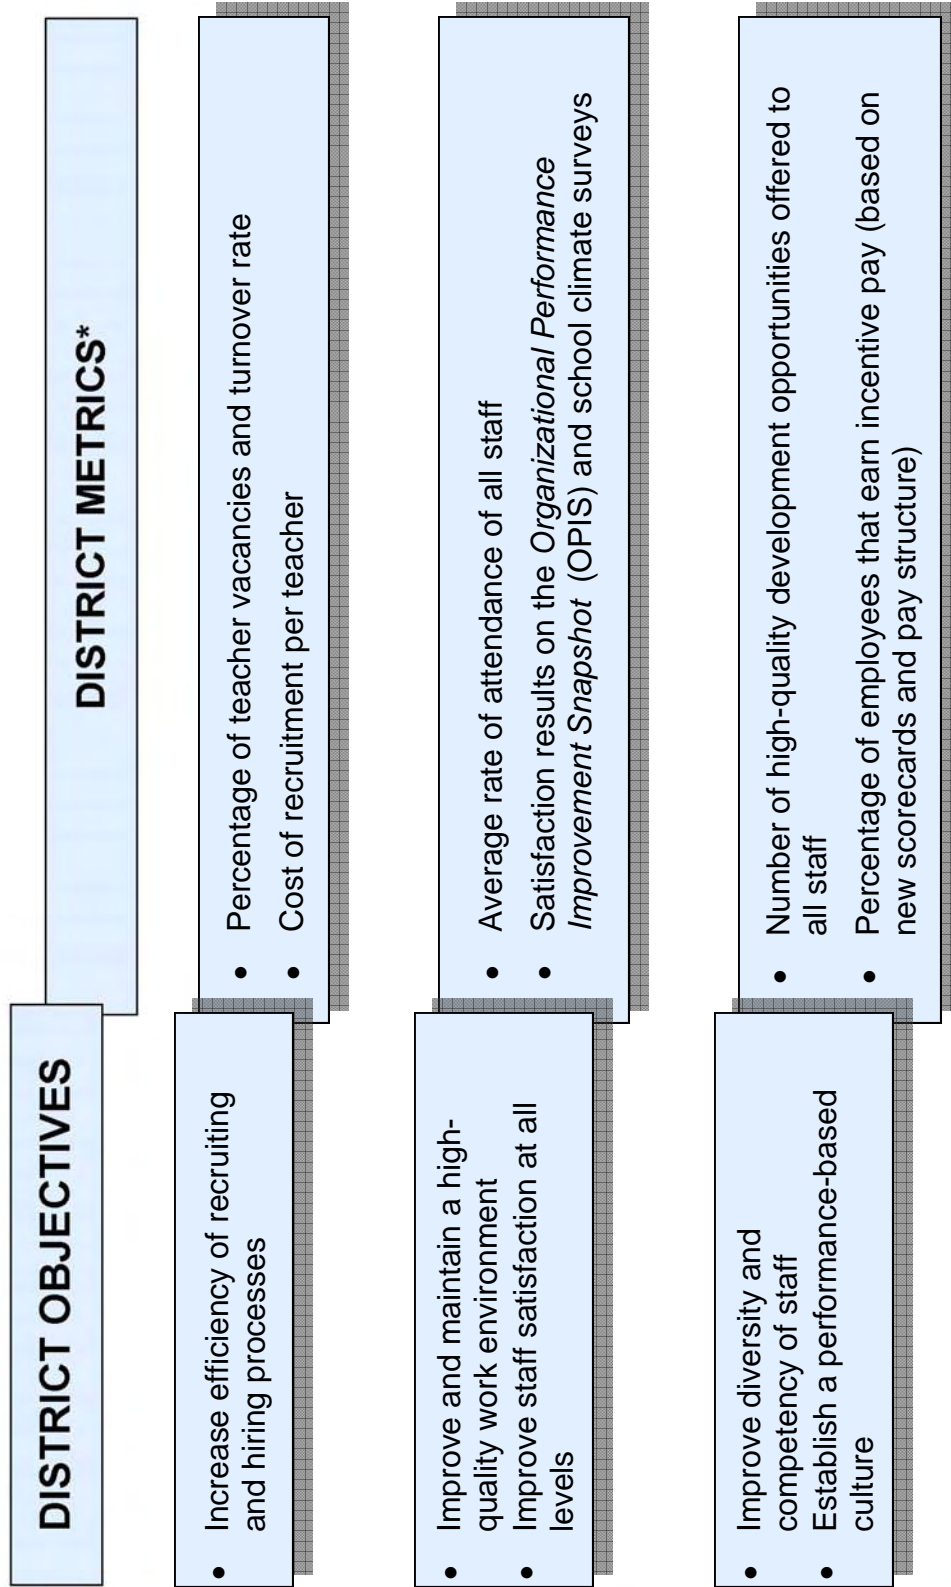 DISTRICT OBJECTIVES
DISTRICT METRICS*
• Increase efficiency of recruiting
and hiring processes
• Percentage of teacher vacancies and turnover rate
• Cost of recruitment per teacher
• Improve and maintain a high-
quality work environment
• Improve staff satisfaction at all
levels
• Average rate of attendance of all staff
• Satisfaction results on the Organizational Performance
Improvement Snapshot (OPIS) and school climate surveys
• Improve diversity and
competency of staff
• Establish a performance-based
culture
• Number of high-quality development opportunities offered to
all staff
• Percentage of employees that earn incentive pay (based on
new scorecards and pay structure)